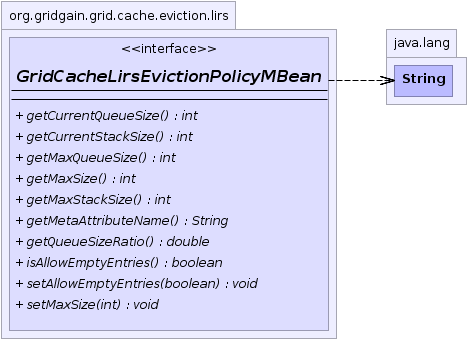 org.gridgain.grid.cache.eviction.lirs
java.lang
<<interface>>
GridCacheLirsEvictionPolicyMBean
String
+ getCurrentQueueSize() : int
+ getCurrentStackSize() : int
+ getMaxQueueSize() : int
+ getMaxSize() : int
+ getMaxStackSize() : int
+ getMetaAttributeName() : String
+ getQueueSizeRatio() : double
+ isAllowEmptyEntries() : boolean
+ setAllowEmptyEntries(boolean) : void
+ setMaxSize(int) : void